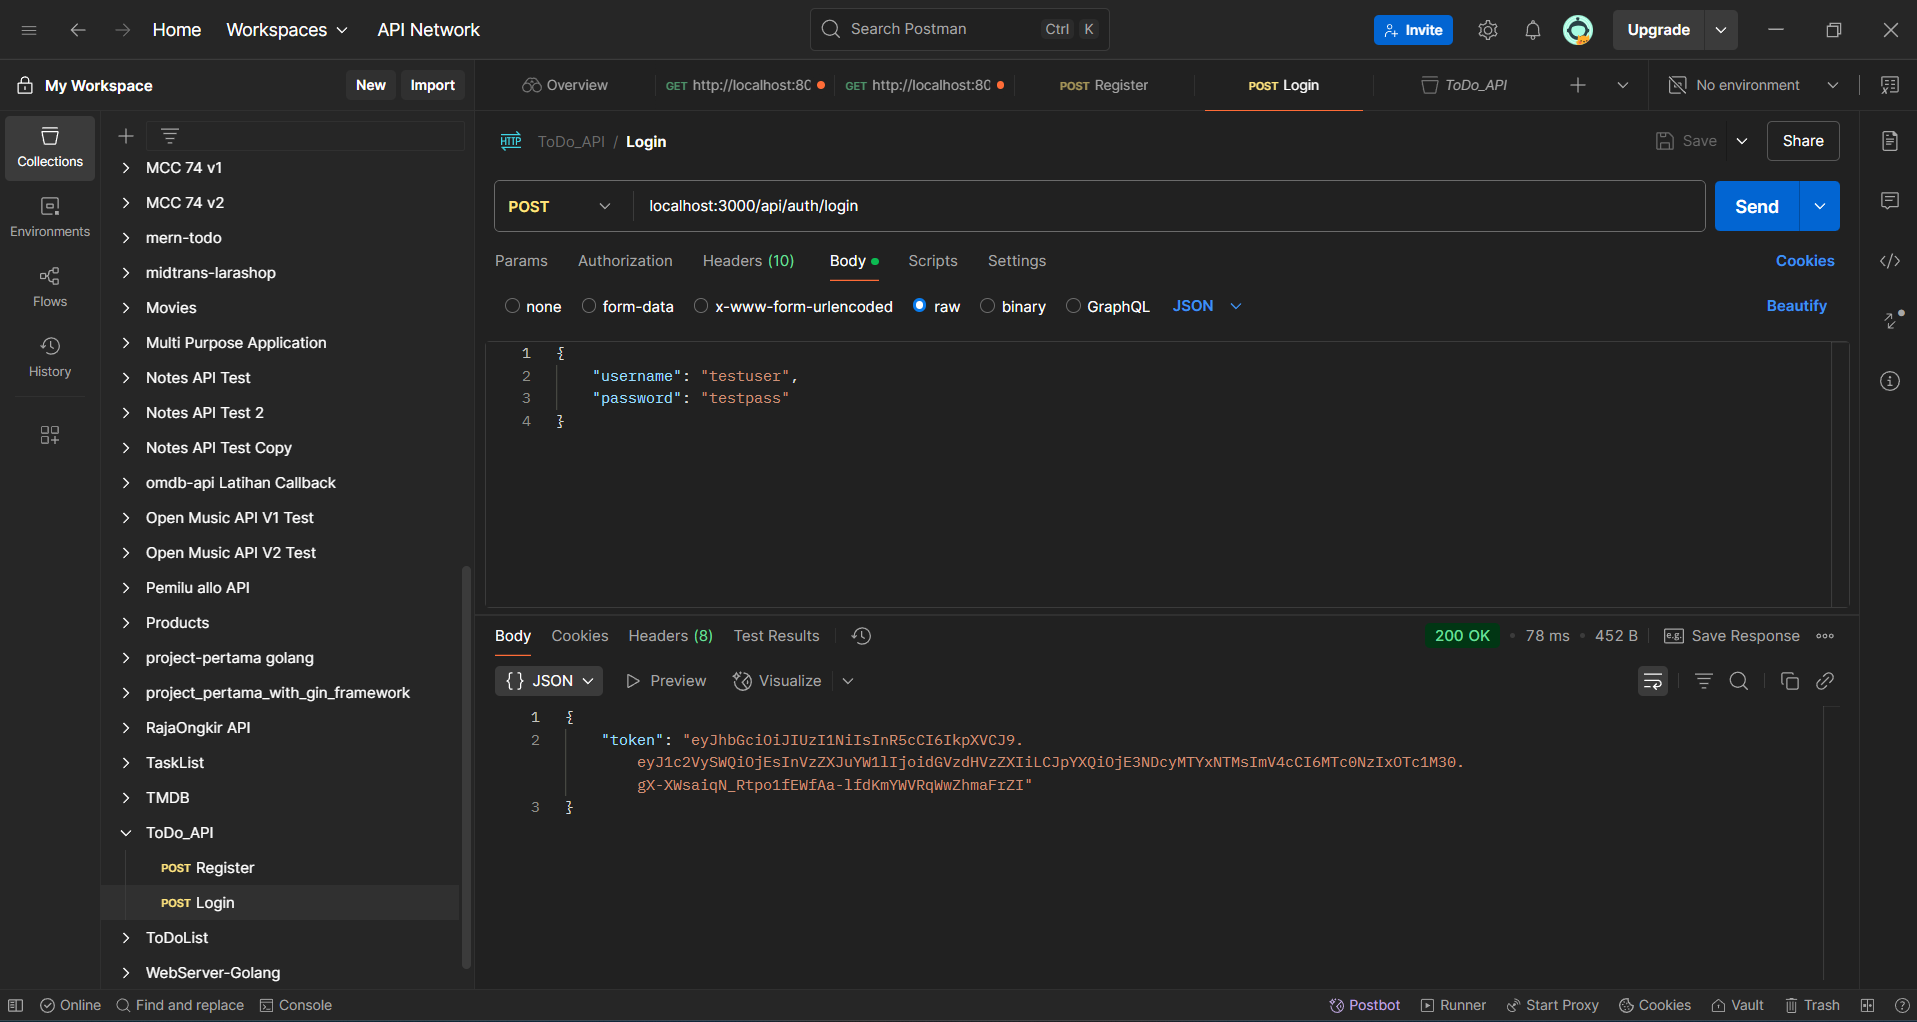 Home Workspaces API Network
Search Postman Ctrl K
Invite Upgrade
My Workspace New Import
Overview GET http://localhost:80 GET http://localhost:80 POST Register POST Login ToDo_API No environment
Collections
Environments
Flows
History
MCC 74 v1
MCC 74 v2
mern-todo
midtrans-larashop
Movies
Multi Purpose Application
Notes API Test
Notes API Test 2
Notes API Test Copy
omdb-api Latihan Callback
Open Music API V1 Test
Open Music API V2 Test
Pemilu allo API
Products
project-pertama golang
project_pertama_with_gin_framework
RajaOngkir API
TaskList
TMDB
ToDo_API
POST Register
POST Login
ToDoList
WebServer-Golang
HTTP ToDo_API / Login Save Share
POST localhost:3000/api/auth/login Send
Params Authorization Headers (10) Body Scripts Settings Cookies
none form-data x-www-form-urlencoded raw binary GraphQL JSON Beautify
1 {
2 "username": "testuser",
3 "password": "testpass"
4 }
Body Cookies Headers (8) Test Results 200 OK 78 ms 452 B e.g. Save Response
{} JSON Preview Visualize
1 {
2 "token": "eyJhbGciOiJIUzI1NiIsInR5cCI6IkpXVCJ9.
eyJ1c2VySWQiOjEsInVzZXJuYW1lIjoidGVzdHVzZXIiLCJpYXQiOjE3NDcyMTYxNTMsImV4cCI6MTc0NzIxOTc1M30.
gX-XWsaiqN_Rtpo1fEWfAa-lfdKmYWVRqWwZhmaFrZI"
3 }
Online Find and replace Console Postbot Runner Start Proxy Cookies Vault Trash